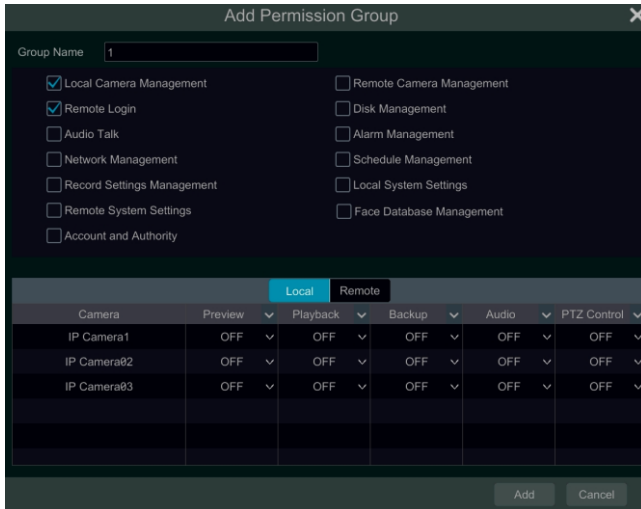 Add Permission Group
Group Name 1
Local Camera Management Remote Camera Management
Remote Login Disk Management
Audio Talk Alarm Management
Network Management Schedule Management
Record Settings Management Local System Settings
Remote System Settings Face Database Management
Account and Authority
Local Remote
Camera Preview Playback Backup Audio PTZ Control
IP Camera1 OFF OFF OFF OFF OFF
IP Camera02 OFF OFF OFF OFF OFF
IP Camera03 OFF OFF OFF OFF OFF
Add Cancel